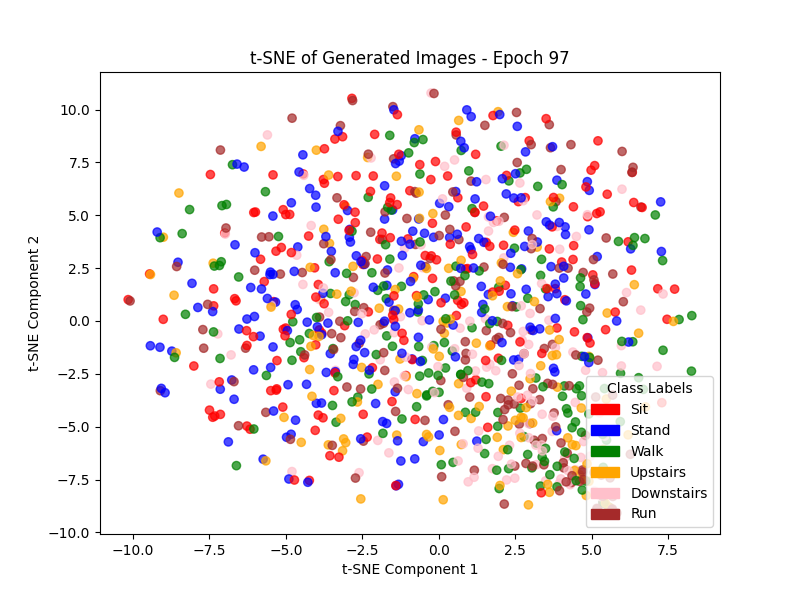 t-SNE of Generated Images - Epoch 97
t-SNE Component 2
10.0
7.5
5.0
2.5
0.0
−2.5
−5.0
−7.5
−10.0
Class Labels
Sit
Stand
Walk
Upstairs
Downstairs
Run
−10.0 −7.5 −5.0 −2.5 0.0 2.5 5.0 7.5
t-SNE Component 1